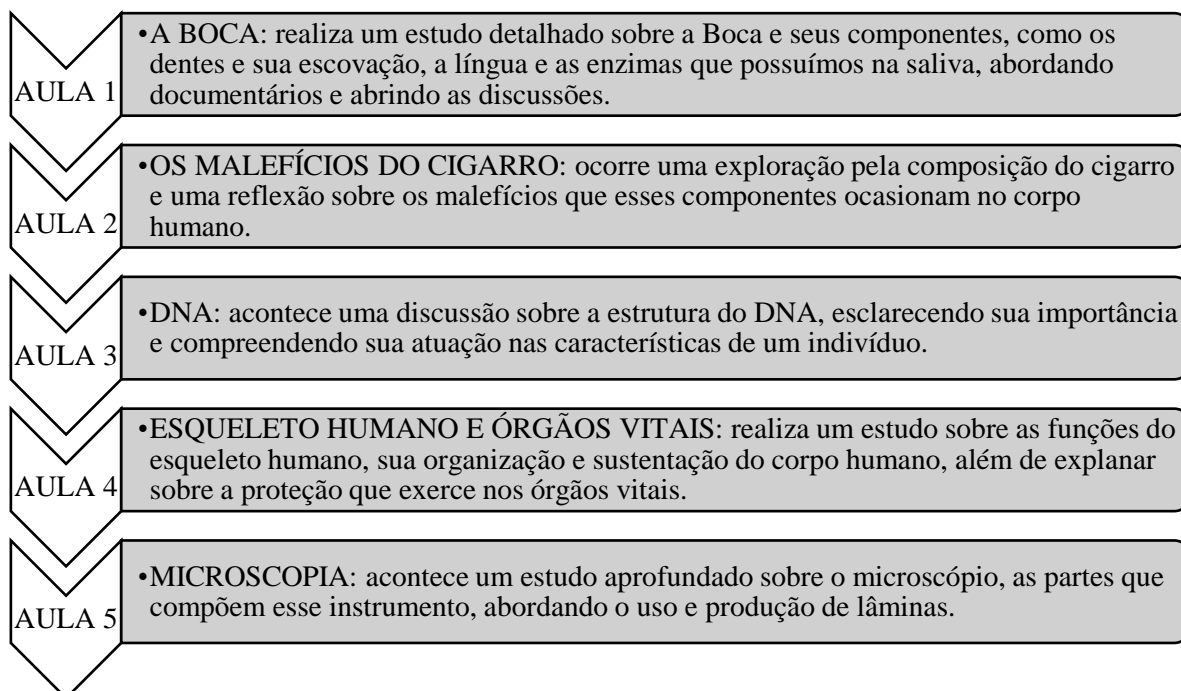 AULA 1
•A BOCA: realiza um estudo detalhado sobre a Boca e seus componentes, como os
dentes e sua escovação, a língua e as enzimas que possuímos na saliva, abordando
documentários e abrindo as discussões.
AULA 2
•OS MALEFÍCIOS DO CIGARRO: ocorre uma exploração pela composição do cigarro
e uma reflexão sobre os malefícios que esses componentes ocasionam no corpo
humano.
AULA 3
•DNA: acontece uma discussão sobre a estrutura do DNA, esclarecendo sua importância
e compreendendo sua atuação nas características de um indivíduo.
AULA 4
•ESQUELETO HUMANO E ÓRGÃOS VITAIS: realiza um estudo sobre as funções do
esqueleto humano, sua organização e sustentação do corpo humano, além de explanar
sobre a proteção que exerce nos órgãos vitais.
AULA 5
•MICROSCOPIA: acontece um estudo aprofundado sobre o microscópio, as partes que
compõem esse instrumento, abordando o uso e produção de lâminas.